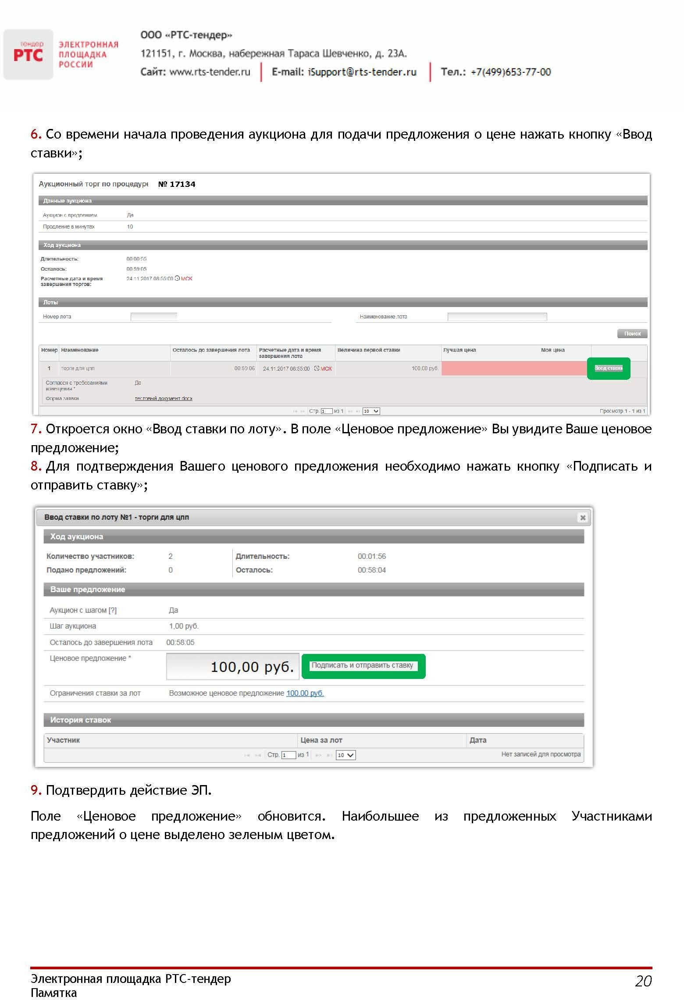 тендер
РТС
ЭЛЕКТРОННАЯ
ПЛОЩАДКА
РОССИИ
ООО «РТС-тендер»
121151, г. Москва, набережная Тараса Шевченко, д. 23А.
Сайт: www.rts-tender.ru | E-mail: iSupport@rts-tender.ru | Тел.: +7(499)653-77-00
6. Со времени начала проведения аукциона для подачи предложения о цене нажать кнопку «Ввод
ставки»;
Аукционный торг по процедуре № 17134
Данные аукциона
Аукцион с продлением Да
Продление в минутах 10
Ход аукциона
Длительность: 00:00:55
Осталось: 00:59:05
Расчетные дата и время 24.11.2017 08:55:00 МСК
завершения торгов:
Лоты
Номер лота Наименование лота
Поиск
Номер Наименование Осталось до завершения лота Расчетные дата и время Величина первой ставки Лучшая цена Моя цена
завершения лота
1 торги для цпп 00:59:06 24.11.2017 08:55:00 МСК 100,00 руб. Ввод ставки
Согласен с требованиями Да
извещения *
Форма заявки тестовый документ.docx
Стр. 1 из 1 10 Просмотр 1 - 1 из 1
7. Откроется окно «Ввод ставки по лоту». В поле «Ценовое предложение» Вы увидите Ваше ценовое
предложение;
8. Для подтверждения Вашего ценового предложения необходимо нажать кнопку «Подписать и
отправить ставку»;
Ввод ставки по лоту №1 - торги для цпп
Ход аукциона
Количество участников: 2 Длительность: 00:01:56
Подано предложений: 0 Осталось: 00:58:04
Ваше предложение
Аукцион с шагом [?] Да
Шаг аукциона 1,00 руб.
Осталось до завершения лота 00:58:05
Ценовое предложение * 100,00 руб. Подписать и отправить ставку
Ограничения ставки за лот Возможное ценовое предложение 100,00 руб.
История ставок
Участник Цена за лот Дата
Стр. 1 из 1 10 Нет записей для просмотра
9. Подтвердить действие ЭП.
Поле «Ценовое предложение» обновится. Наибольшее из предложенных Участниками
предложений о цене выделено зеленым цветом.
Электронная площадка РТС-тендер 20
Памятка